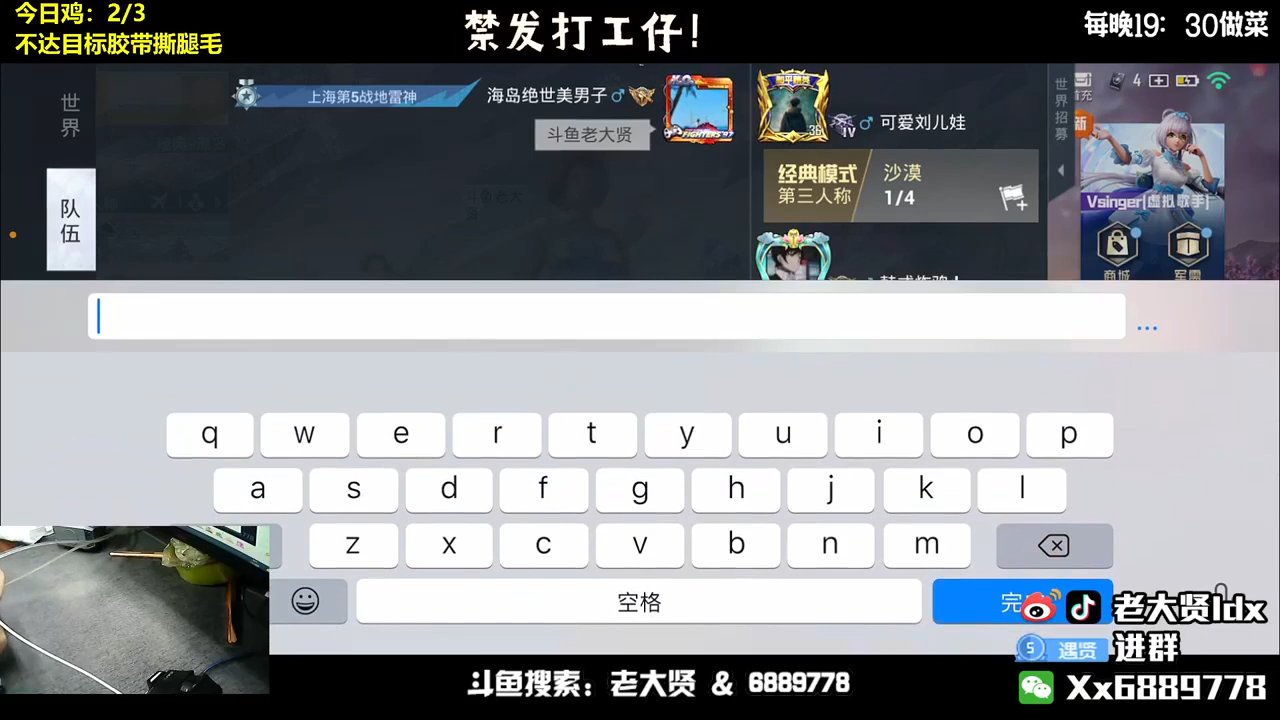 今日鸡：2/3
不达目标胶带撕腿毛
禁发打工仔！
每晚19：30做菜
世界
队伍
上海第5战地雷神
海岛绝世美男子♂
斗鱼老大贤
36
IV
♂ 可爱刘儿娃
经典模式
第三人称
沙漠
1/4
世界招募
4
新
Vsinger(虚拟歌手)
商城
...
q w e r t y u i o p
a s d f g h j k l
z x c v b n m
空格
完
老大贤ldx
5 遇贤
进群
Xx6889778
斗鱼搜索：老大贤 & 6889778